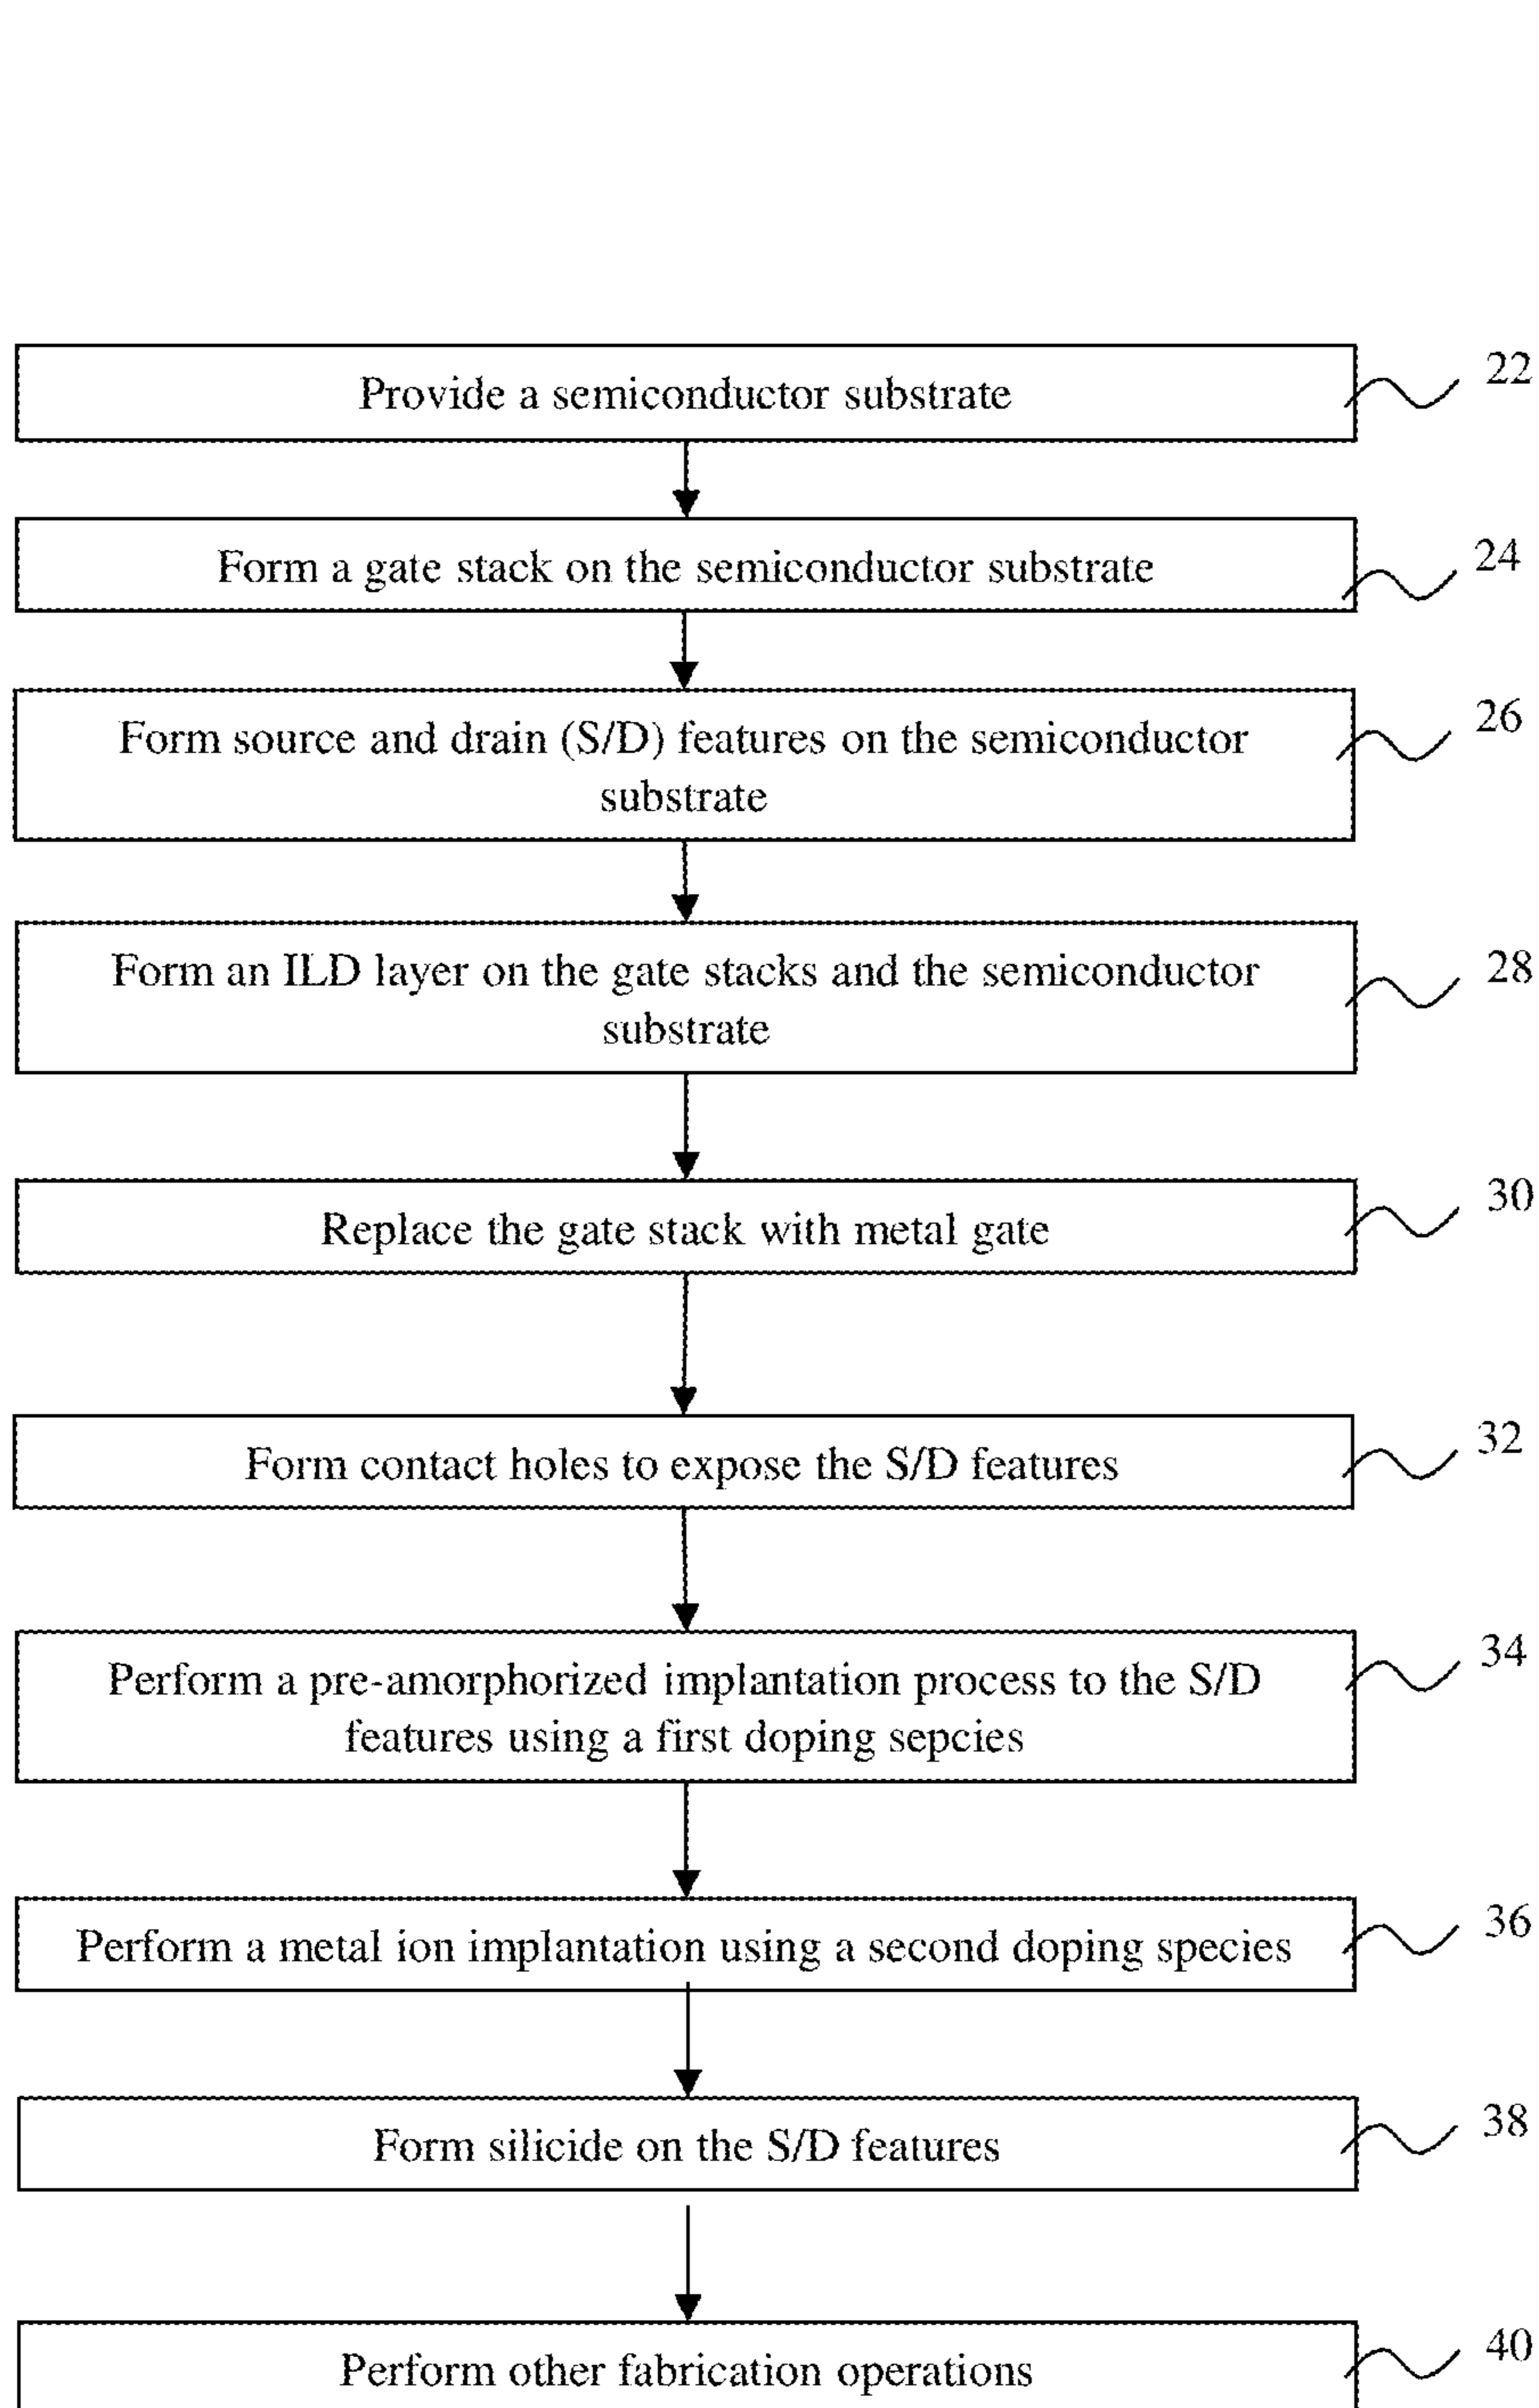 Provide a semiconductor substrate
22
Form a gate stack on the semiconductor substrate
24
Form source and drain (S/D) features on the semiconductor
substrate
26
Form an ILD layer on the gate stacks and the semiconductor
substrate
28
Replace the gate stack with metal gate
30
Form contact holes to expose the S/D features
32
Perform a pre-amorphorized implantation process to the S/D
features using a first doping sepcies
34
Perform a metal ion implantation using a second doping species
36
Form silicide on the S/D features
38
Perform other fabrication operations
40